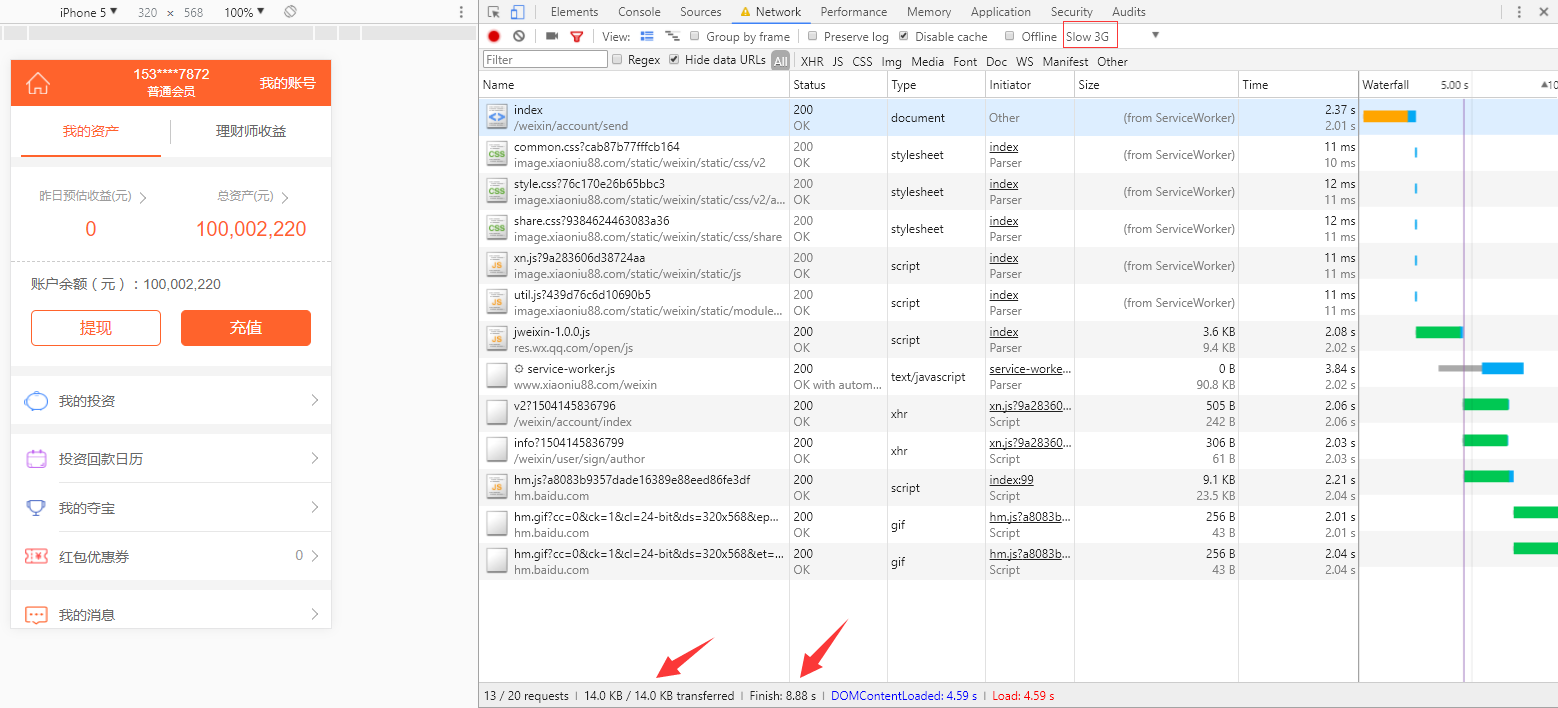 iPhone 5 ▼ 320 × 568 100% ▼
153****7872
普通会员
我的账号
我的资产
理财师收益
昨日预估收益(元)
总资产(元)
0
100,002,220
账户余额（元）：100,002,220
提现
充值
我的投资
投资回款日历
我的夺宝
红包优惠券 0
我的消息
Elements Console Sources Network Performance Memory Application Security Audits
View: Group by frame Preserve log Disable cache Offline Slow 3G ▼
Filter Regex Hide data URLs All XHR JS CSS Img Media Font Doc WS Manifest Other
Name Status Type Initiator Size Time Waterfall 5.00 s ▲10
index 200 document Other (from ServiceWorker) 2.37 s
/weixin/account/send OK 2.01 s
common.css?cab87b77fffcb164 200 stylesheet index (from ServiceWorker) 11 ms
image.xiaoniu88.com/static/weixin/static/css/v2 OK Parser 10 ms
style.css?76c170e26b65bbc3 200 stylesheet index (from ServiceWorker) 12 ms
image.xiaoniu88.com/static/weixin/static/css/v2/a... OK Parser 11 ms
share.css?9384624463083a36 200 stylesheet index (from ServiceWorker) 12 ms
image.xiaoniu88.com/static/weixin/static/css/share OK Parser 11 ms
xn.js?9a283606d38724aa 200 script index (from ServiceWorker) 11 ms
image.xiaoniu88.com/static/weixin/static/js OK Parser 11 ms
util.js?439d76c6d10690b5 200 script index (from ServiceWorker) 11 ms
image.xiaoniu88.com/static/weixin/static/module... OK Parser 11 ms
jweixin-1.0.0.js 200 script index 3.6 KB 2.08 s
res.wx.qq.com/open/js OK Parser 9.4 KB 2.02 s
service-worker.js 200 text/javascript service-worke... 0 B 3.84 s
www.xiaoniu88.com/weixin OK with autom... Parser 90.8 KB 2.02 s
v2?1504145836796 200 xhr xn.js?9a28360... 505 B 2.06 s
/weixin/account/index OK Script 242 B 2.06 s
info?1504145836799 200 xhr xn.js?9a28360... 306 B 2.03 s
/weixin/user/sign/author OK Script 61 B 2.03 s
hm.js?a8083b9357dade16389e88eed86fe3df 200 script index:99 9.1 KB 2.21 s
hm.baidu.com OK Script 23.5 KB 2.04 s
hm.gif?cc=0&ck=1&cl=24-bit&ds=320x568&ep... 200 gif hm.js?a8083b... 256 B 2.01 s
hm.baidu.com OK Script 43 B 2.01 s
hm.gif?cc=0&ck=1&cl=24-bit&ds=320x568&et=... 200 gif hm.js?a8083b... 256 B 2.04 s
hm.baidu.com OK Script 43 B 2.04 s
13 / 20 requests | 14.0 KB / 14.0 KB transferred | Finish: 8.88 s | DOMContentLoaded: 4.59 s | Load: 4.59 s